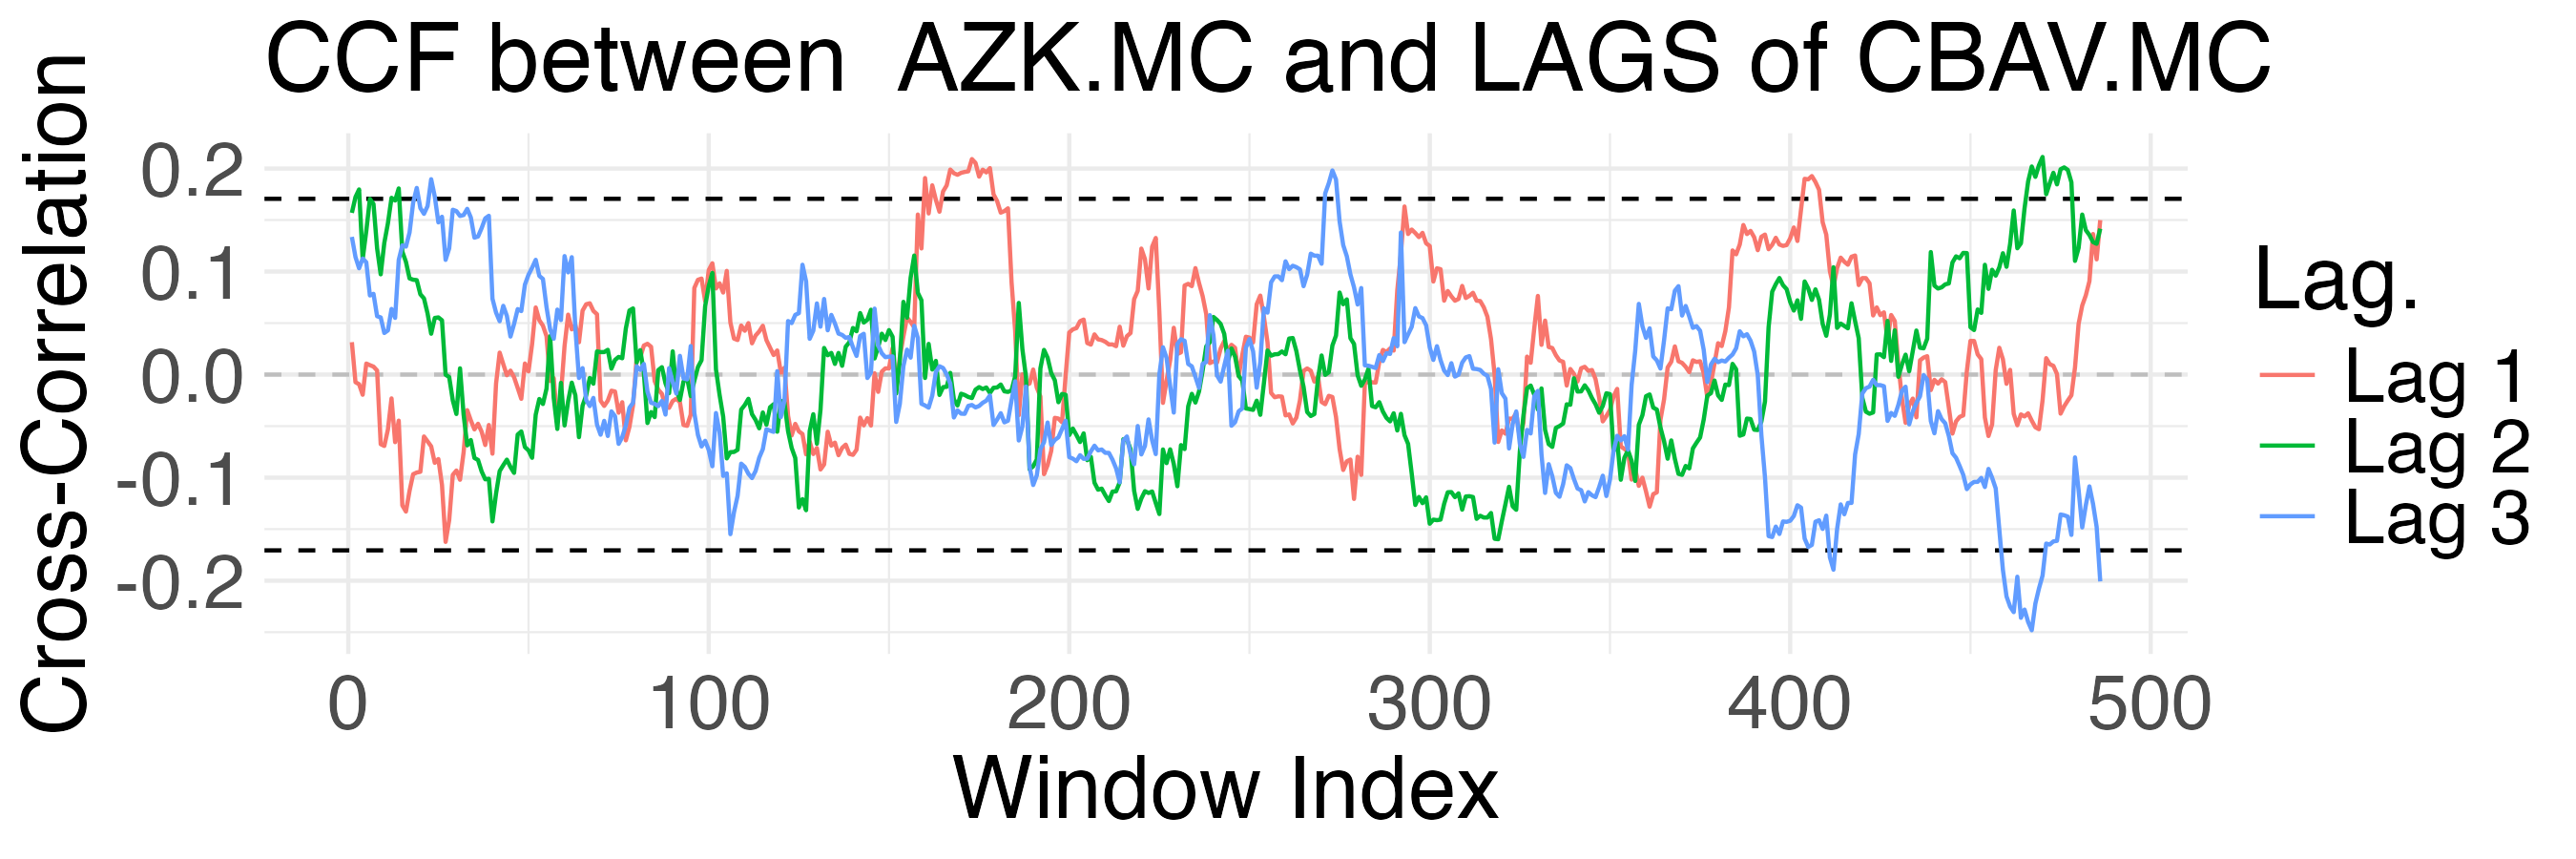 CCF between  AZK.MC and LAGS of CBAV.MC
Cross-Correlation
0.2
0.1
0.0
-0.1
-0.2
0 100 200 300 400 500
Window Index
Lag.
Lag 1
Lag 2
Lag 3